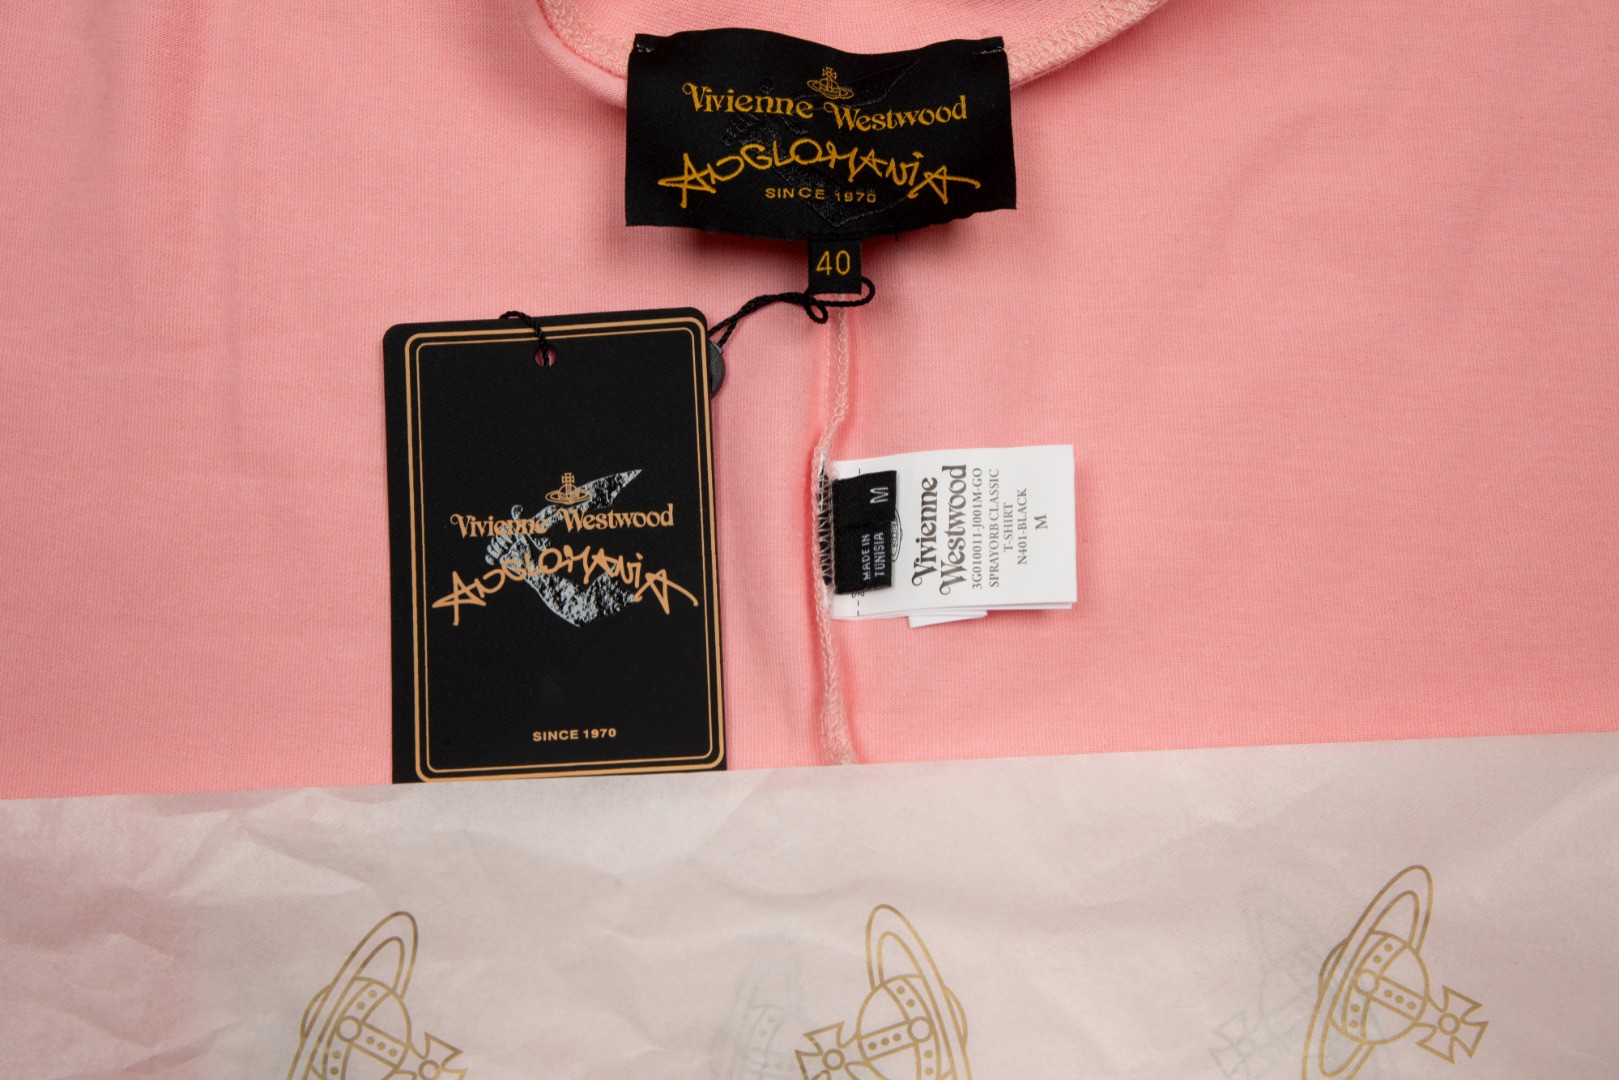 Vivienne Westwood
ANGLOMANIA
SINCE 1970
40
Vivienne Westwood
ANGLOMANIA
SINCE 1970
M
MADE IN
TUNISIA
Vivienne
Westwood
3G010011-J001M-GO
SPRAYORB CLASSIC
T-SHIRT
N401-BLACK
M